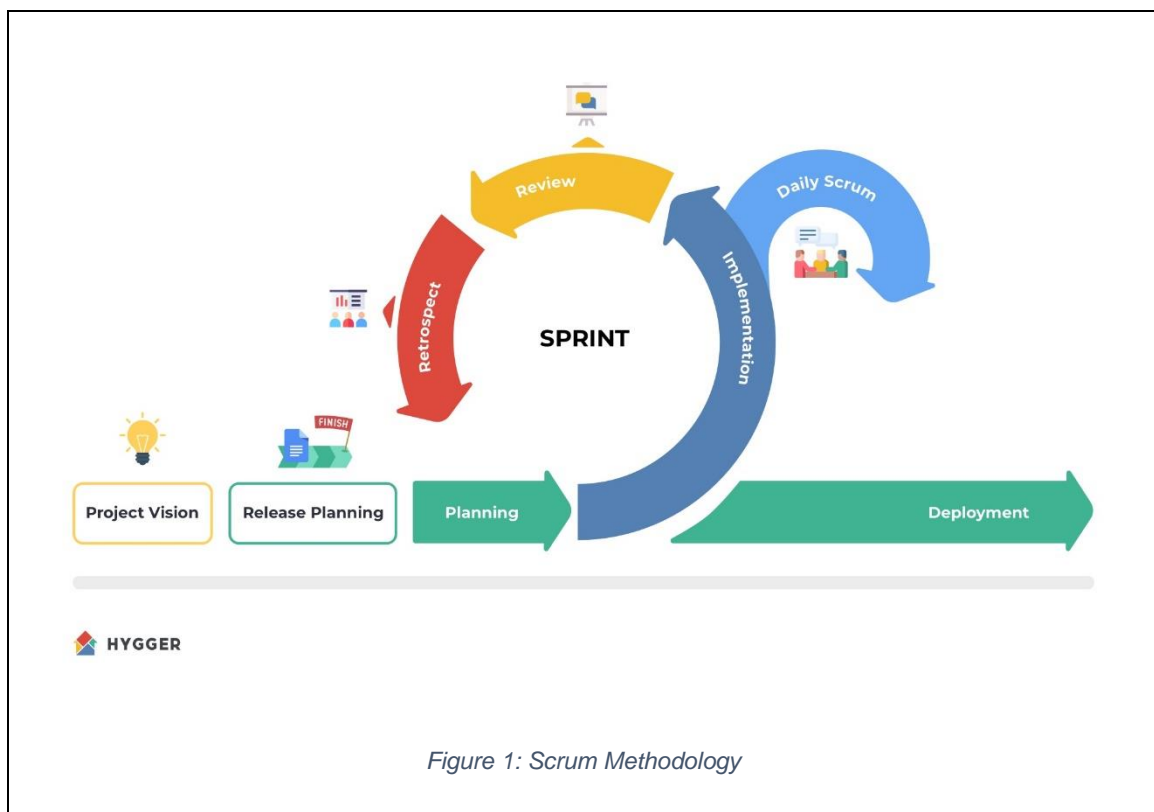 Review
Daily Scrum
Implementation
Retrospect
SPRINT
FINISH
Project Vision
Release Planning
Planning
Deployment
HYGGER
Figure 1: Scrum Methodology